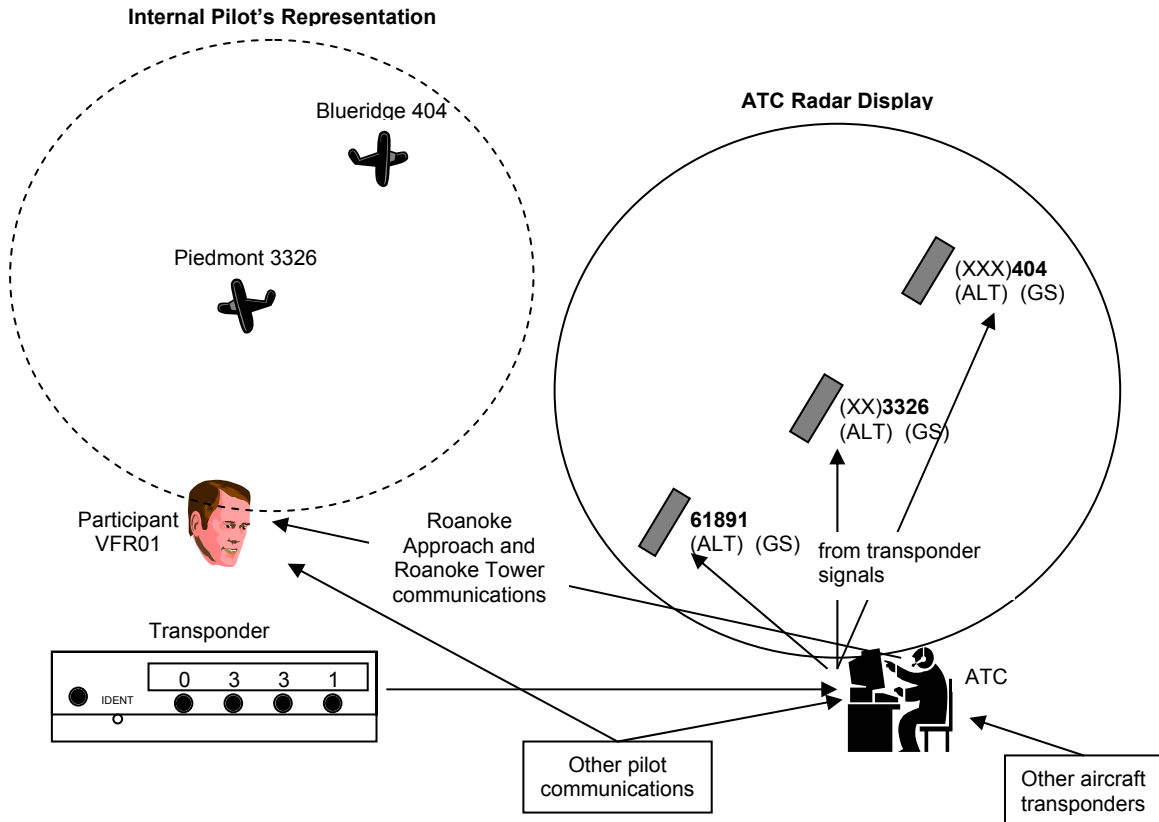 Internal Pilot's Representation
Blueridge 404
Piedmont 3326
Participant
VFR01
Transponder
IDENT
0 3 3 1
Roanoke
Approach and
Roanoke Tower
communications
Other pilot
communications
ATC Radar Display
(XXX)404
(ALT) (GS)
(XX)3326
(ALT) (GS)
61891
(ALT) (GS)
from transponder
signals
ATC
Other aircraft
transponders